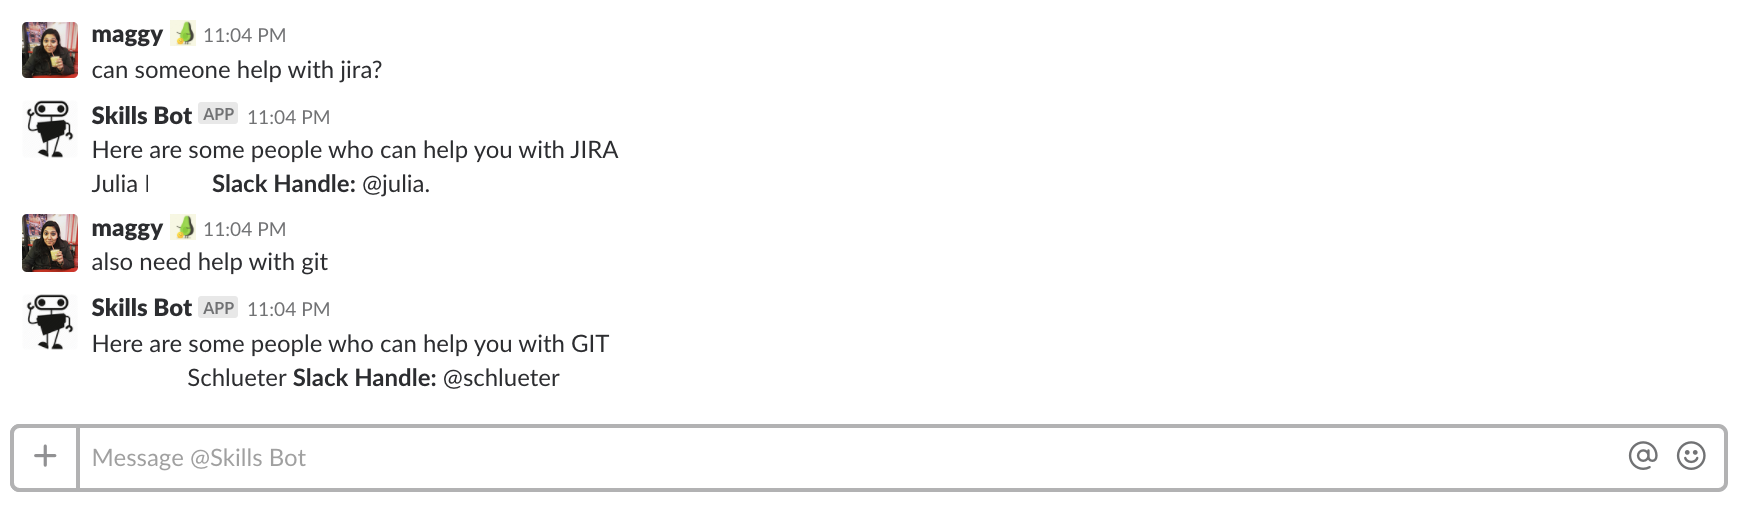 maggy 11:04 PM
can someone help with jira?
Skills Bot APP 11:04 PM
Here are some people who can help you with JIRA
Julia Slack Handle: @julia.
maggy 11:04 PM
also need help with git
Skills Bot APP 11:04 PM
Here are some people who can help you with GIT
Schlueter Slack Handle: @schlueter
Message @Skills Bot